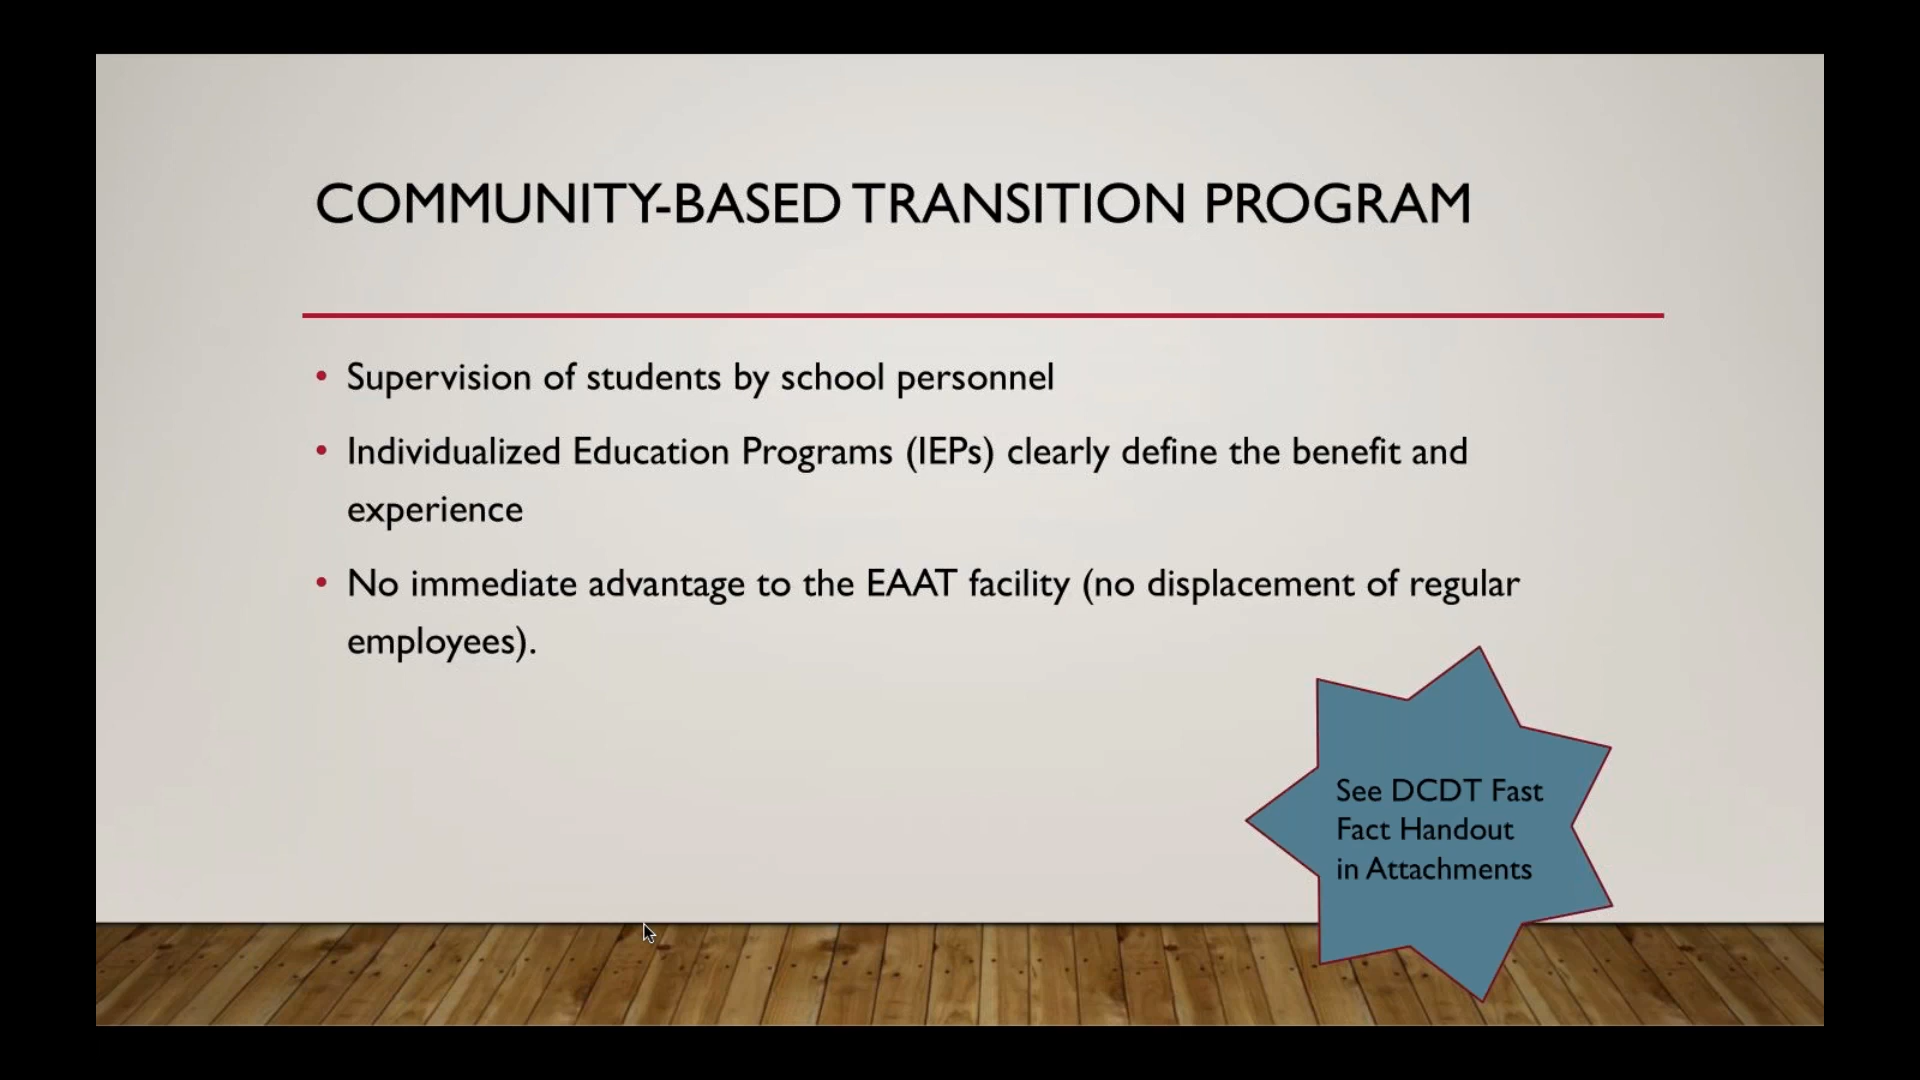 COMMUNITY-BASED TRANSITION PROGRAM
• Supervision of students by school personnel
• Individualized Education Programs (IEPs) clearly define the benefit and
experience
• No immediate advantage to the EAAT facility (no displacement of regular
employees).
See DCDT Fast
Fact Handout
in Attachments